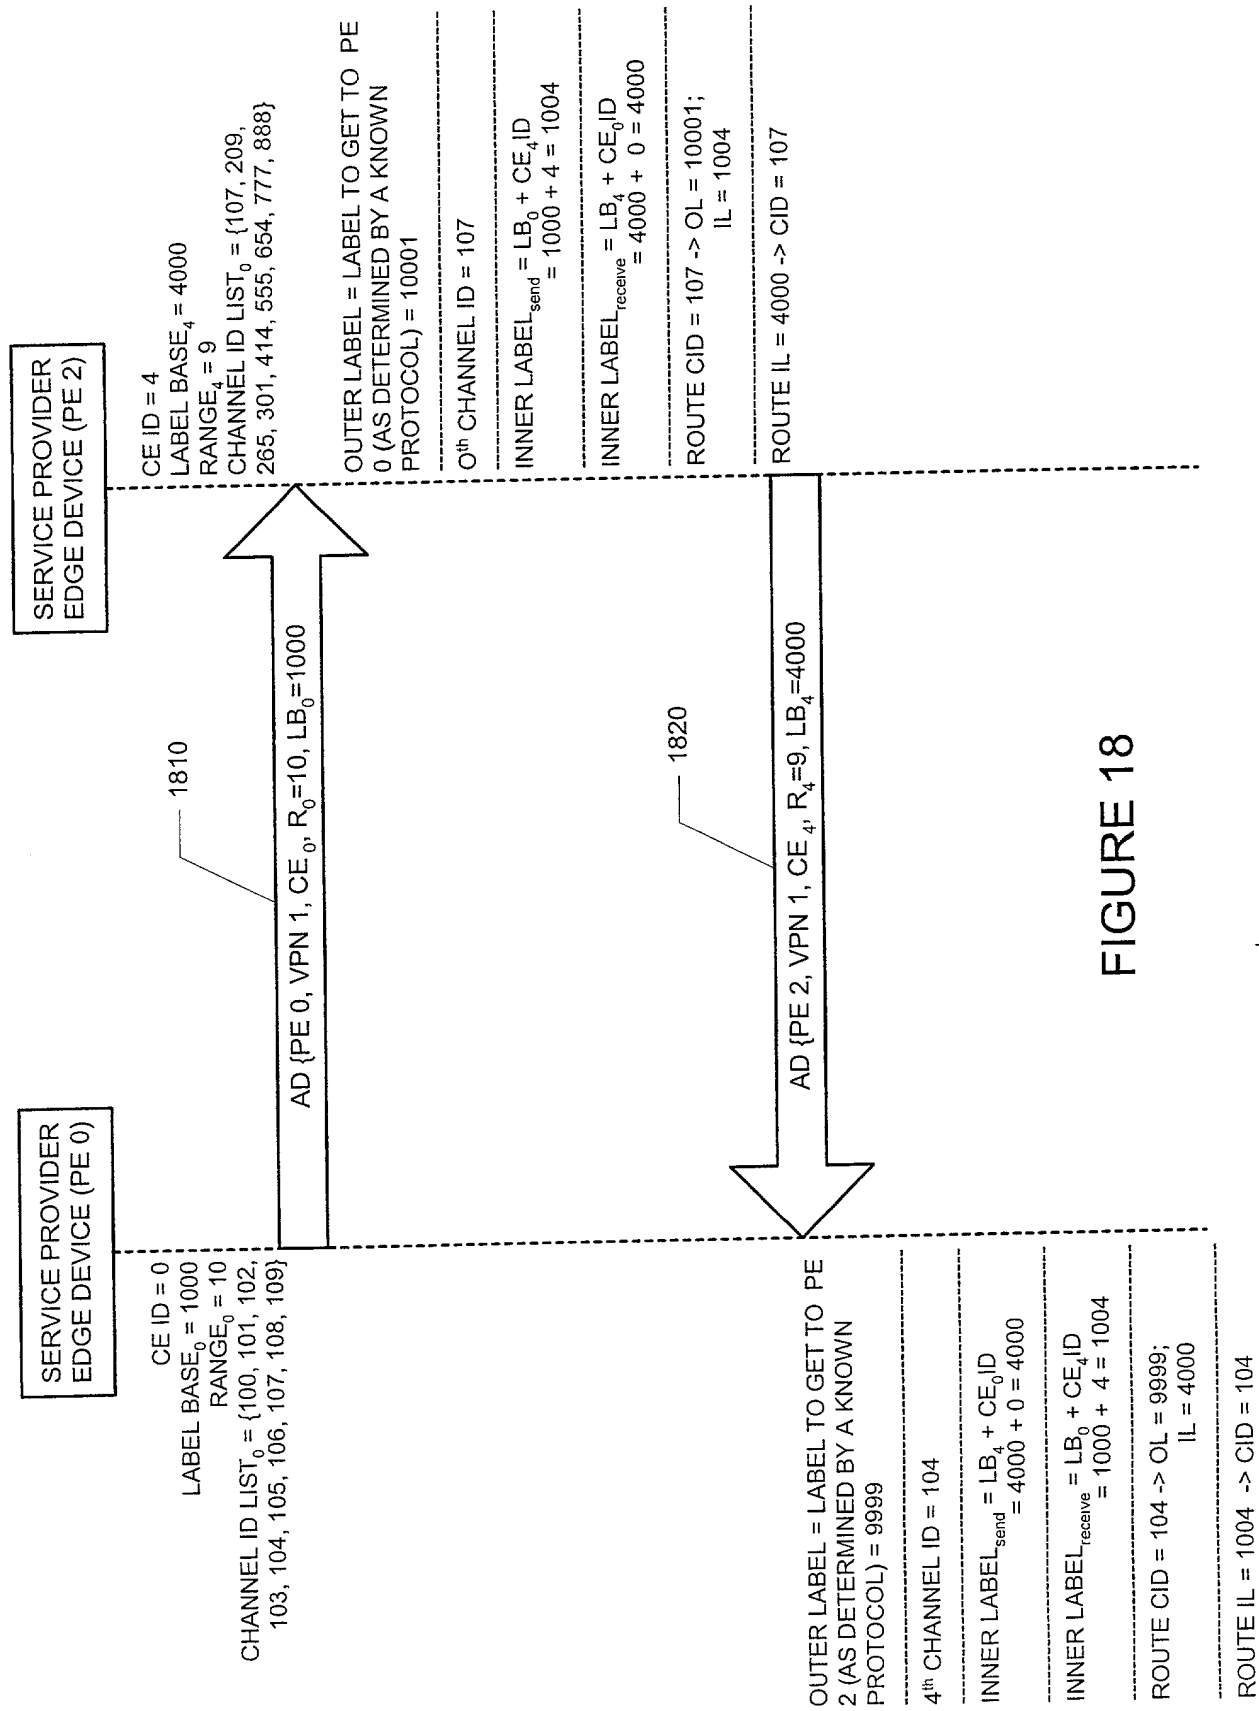 SERVICE PROVIDER
EDGE DEVICE (PE 0)
SERVICE PROVIDER
EDGE DEVICE (PE 2)
CE ID = 0
LABEL BASE₀ = 1000
RANGE₀ = 10
CHANNEL ID LIST₀ = {100, 101, 102,
103, 104, 105, 106, 107, 108, 109}
1810
AD {PE 0, VPN 1, CE₀, R₀=10, LB₀=1000
CE ID = 4
LABEL BASE₄ = 4000
RANGE₄ = 9
CHANNEL ID LIST₀ = {107, 209,
265, 301, 414, 555, 654, 777, 888}
OUTER LABEL = LABEL TO GET TO PE
0 (AS DETERMINED BY A KNOWN
PROTOCOL) = 10001
0th CHANNEL ID = 107
INNER LABELsend = LB₀ + CE₄ID
= 1000 + 4 = 1004
INNER LABELreceive = LB₄ + CE₀ID
= 4000 + 0 = 4000
ROUTE CID = 107 -> OL = 10001;
IL = 1004
ROUTE IL = 4000 -> CID = 107
1820
AD {PE 2, VPN 1, CE₄, R₄=9, LB₄=4000
OUTER LABEL = LABEL TO GET TO PE
2 (AS DETERMINED BY A KNOWN
PROTOCOL) = 9999
4th CHANNEL ID = 104
INNER LABELsend = LB₄ + CE₀ID
= 4000 + 0 = 4000
INNER LABELreceive = LB₀ + CE₄ID
= 1000 + 4 = 1004
ROUTE CID = 104 -> OL = 9999;
IL = 4000
ROUTE IL = 1004 -> CID = 104
FIGURE 18